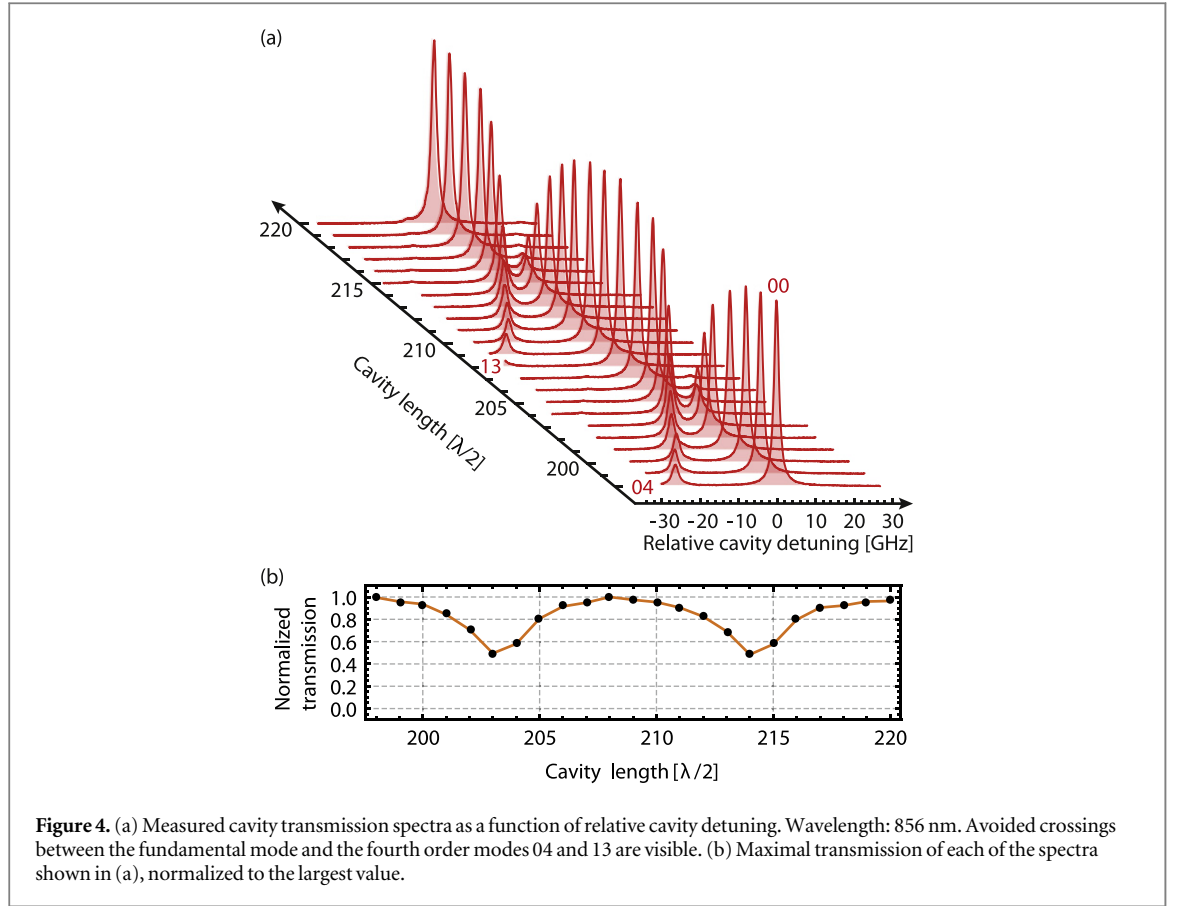 (a)
220
215
210
13
205
200
04
00
Cavity length [λ/2]
-30 -20 -10 0 10 20 30
Relative cavity detuning [GHz]
(b)
Normalized
transmission
1.0
0.8
0.6
0.4
0.2
0.0
200 205 210 215 220
Cavity length [λ/2]
Figure 4. (a) Measured cavity transmission spectra as a function of relative cavity detuning. Wavelength: 856 nm. Avoided crossings
between the fundamental mode and the fourth order modes 04 and 13 are visible. (b) Maximal transmission of each of the spectra
shown in (a), normalized to the largest value.